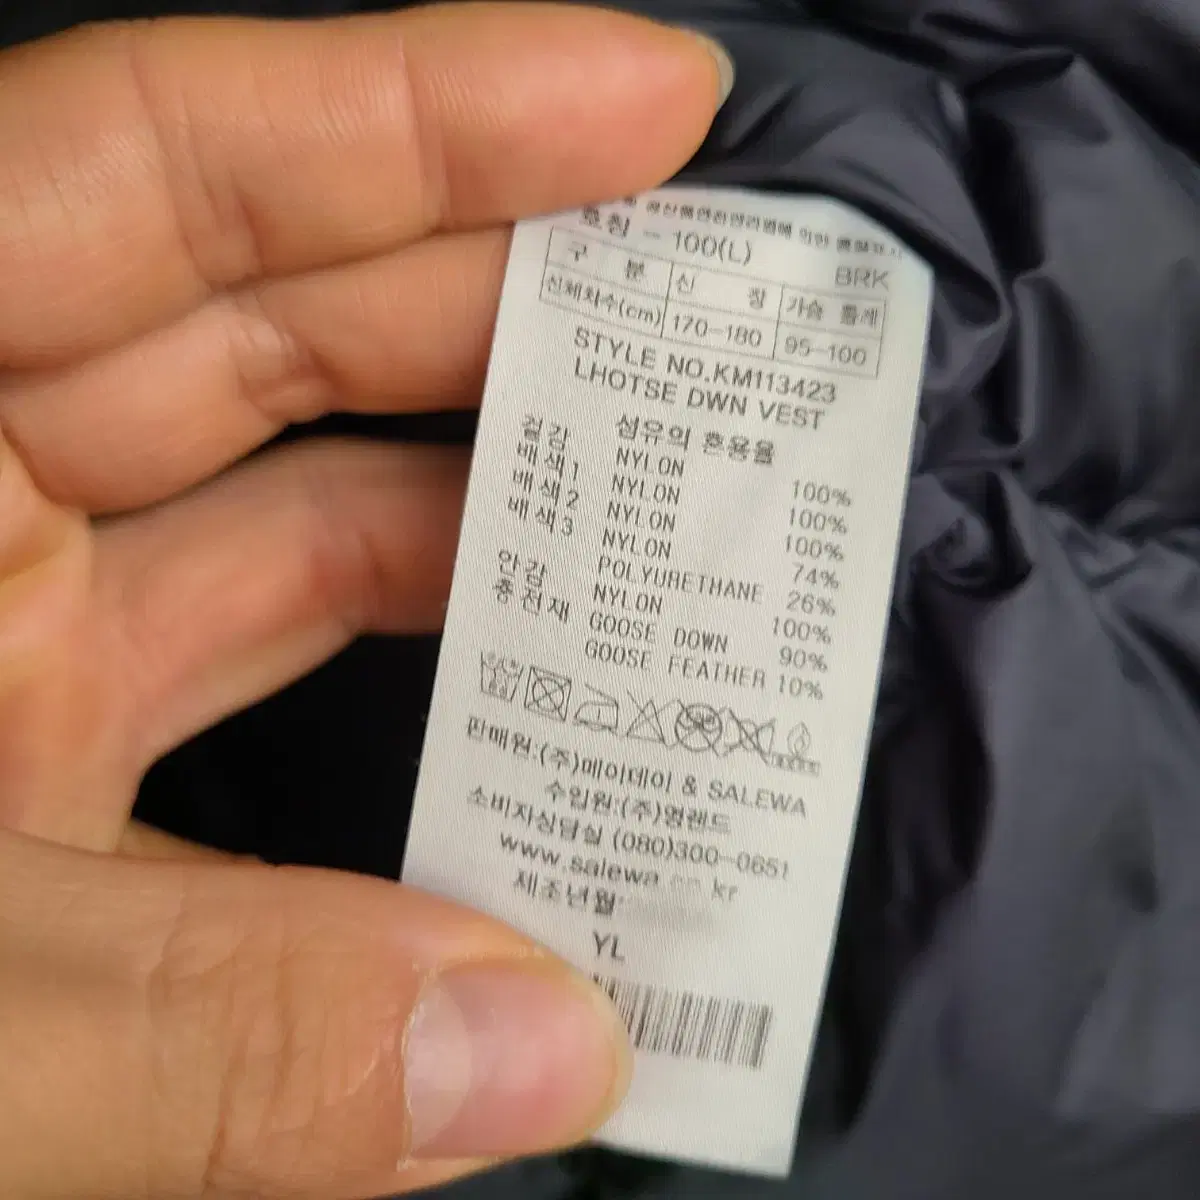 호칭 - 100(L)
BRK
구 분 신 장 가슴 둘레
신체치수(cm) 170-180 95-100
STYLE NO.KM113423
LHOTSE DWN VEST
섬유의 혼용율
겉감 NYLON 100%
배색1 NYLON 100%
배색2 NYLON 100%
배색3 NYLON 74%
POLYURETHANE 26%
안감 NYLON 100%
충전재 GOOSE DOWN 90%
GOOSE FEATHER 10%
판매원:(주)메이데이 & SALEWA
수입원:(주)영랜드
소비자상담실 (080)300-0651
www.salewa kr
제조년월:
YL